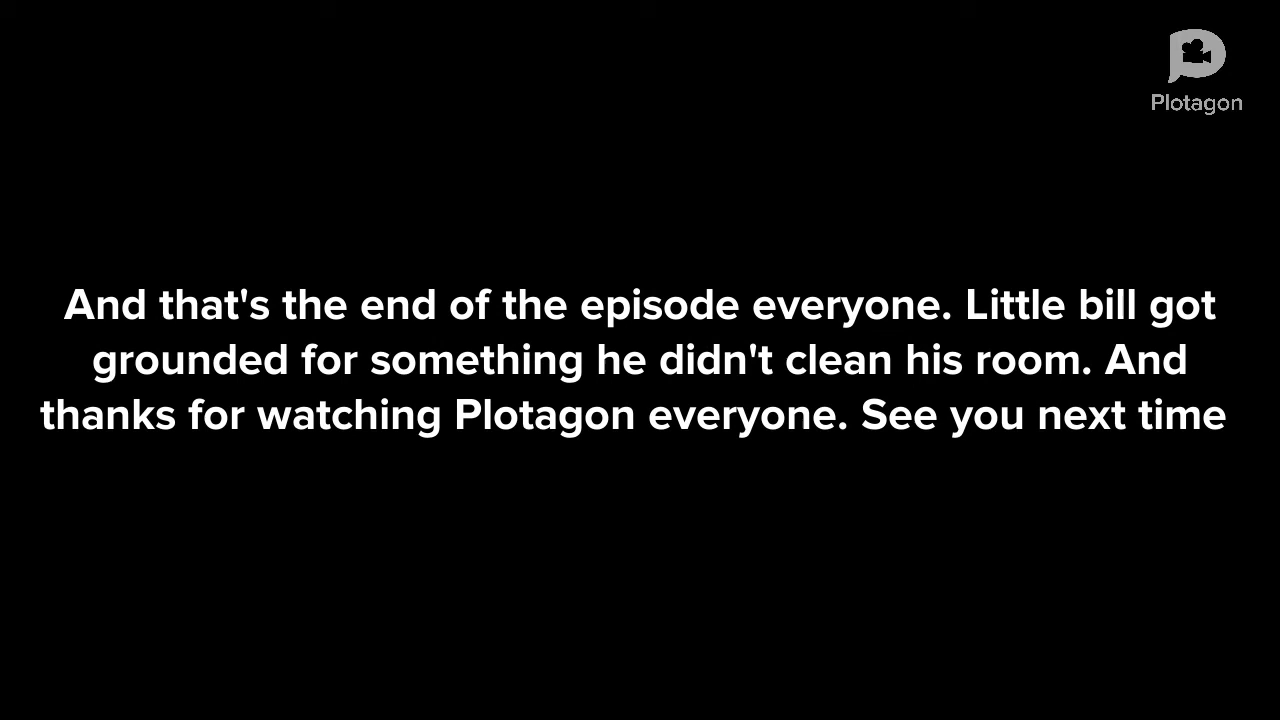 Plotagon
And that's the end of the episode everyone. Little bill got
grounded for something he didn't clean his room. And
thanks for watching Plotagon everyone. See you next time